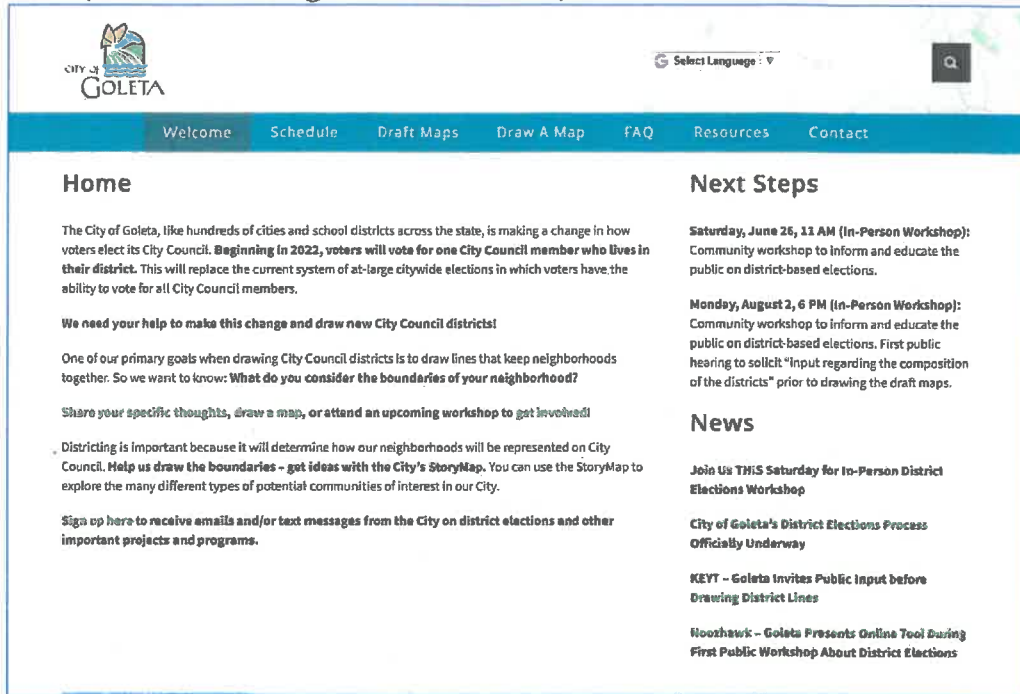 CITY OF
GOLETA
Select Language
Welcome Schedule Draft Maps Draw A Map FAQ Resources Contact
Home
The City of Goleta, like hundreds of cities and school districts across the state, is making a change in how
voters elect its City Council. Beginning in 2022, voters will vote for one City Council member who lives in
their district. This will replace the current system of at-large citywide elections in which voters have the
ability to vote for all City Council members.
We need your help to make this change and draw new City Council districts!
One of our primary goals when drawing City Council districts is to draw lines that keep neighborhoods
together. So we want to know: What do you consider the boundaries of your neighborhood?
Share your specific thoughts, draw a map, or attend an upcoming workshop to get involved!
Districting is important because it will determine how our neighborhoods will be represented on City
Council. Help us draw the boundaries – get ideas with the City's StoryMap. You can use the StoryMap to
explore the many different types of potential communities of interest in our City.
Sign up here to receive emails and/or text messages from the City on district elections and other
important projects and programs.
Next Steps
Saturday, June 26, 11 AM (In-Person Workshop):
Community workshop to inform and educate the
public on district-based elections.
Monday, August 2, 6 PM (In-Person Workshop):
Community workshop to inform and educate the
public on district-based elections. First public
hearing to solicit "input regarding the composition
of the districts" prior to drawing the draft maps.
News
Join Us THIS Saturday for In-Person District
Elections Workshop
City of Goleta's District Elections Process
Officially Underway
KEYT – Goleta Invites Public Input before
Drawing District Lines
Noozhawk – Goleta Presents Online Tool During
First Public Workshop About District Elections